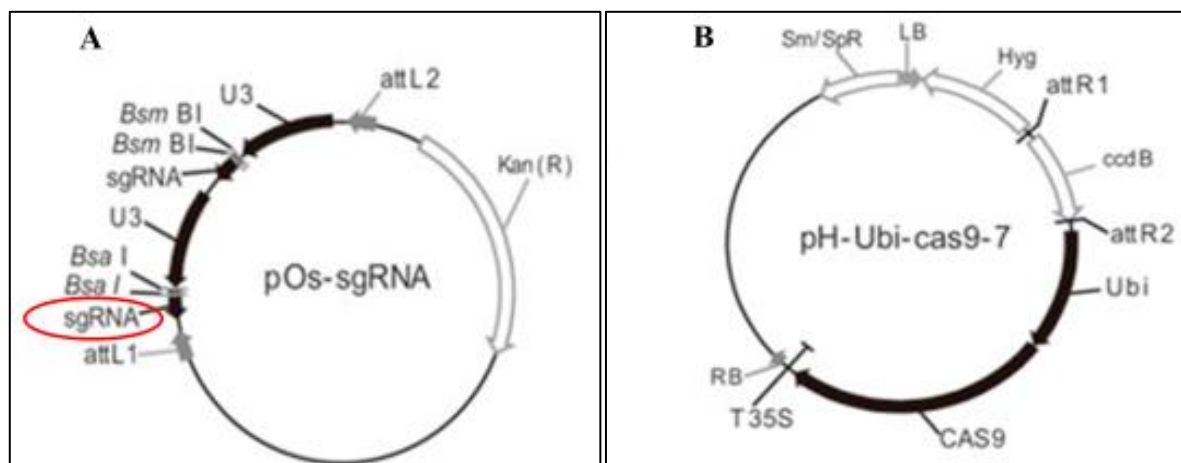 A
attL2
U3
Bsm BI
Bsm BI
sgRNA
Kan(R)
U3
pOs-sgRNA
Bsa I
Bsa I
sgRNA
attL1
B
LB
Sm/SpR
Hyg
attR1
ccdB
pH-Ubi-cas9-7
attR2
Ubi
RB
T35S
CAS9